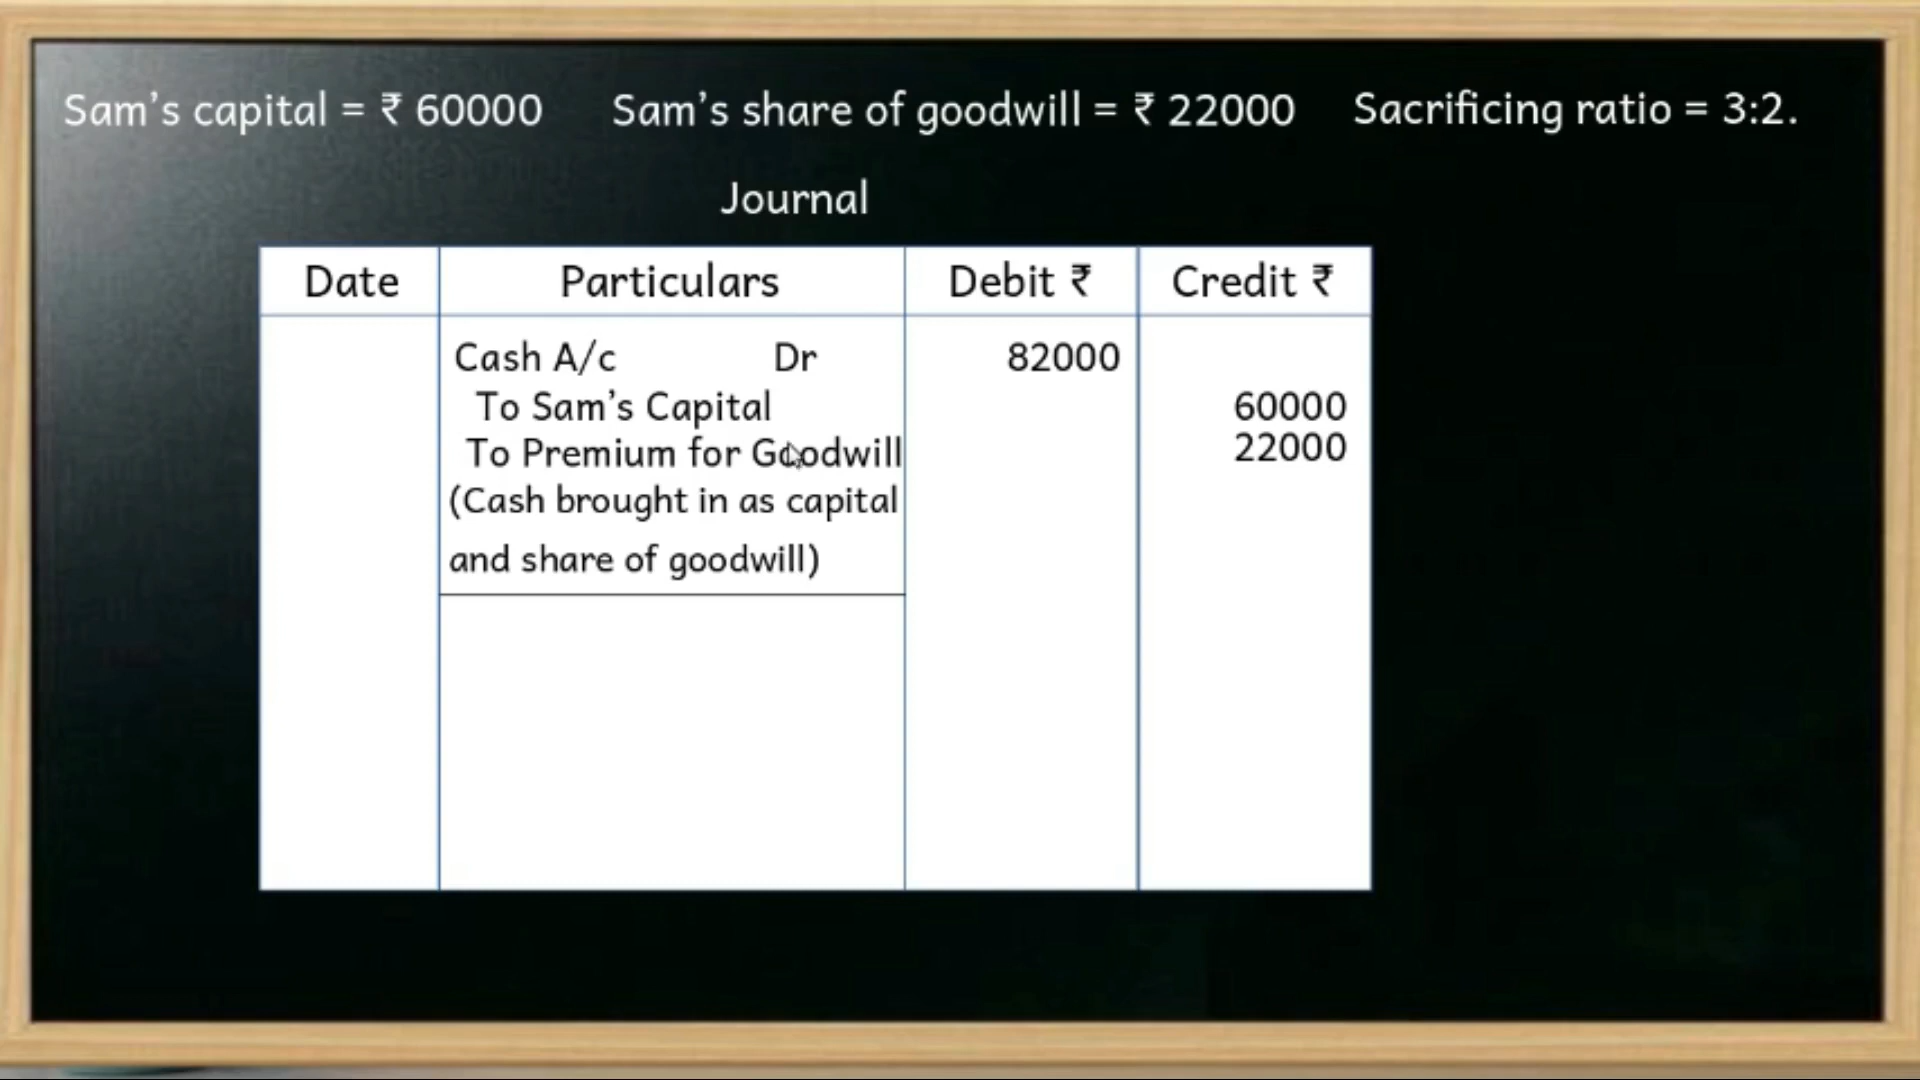 Sam's capital = ₹ 60000 Sam's share of goodwill = ₹ 22000 Sacrificing ratio = 3:2.
Journal
Date Particulars Debit ₹ Credit ₹
Cash A/c Dr 82000
To Sam's Capital 60000
To Premium for Goodwill 22000
(Cash brought in as capital
and share of goodwill)